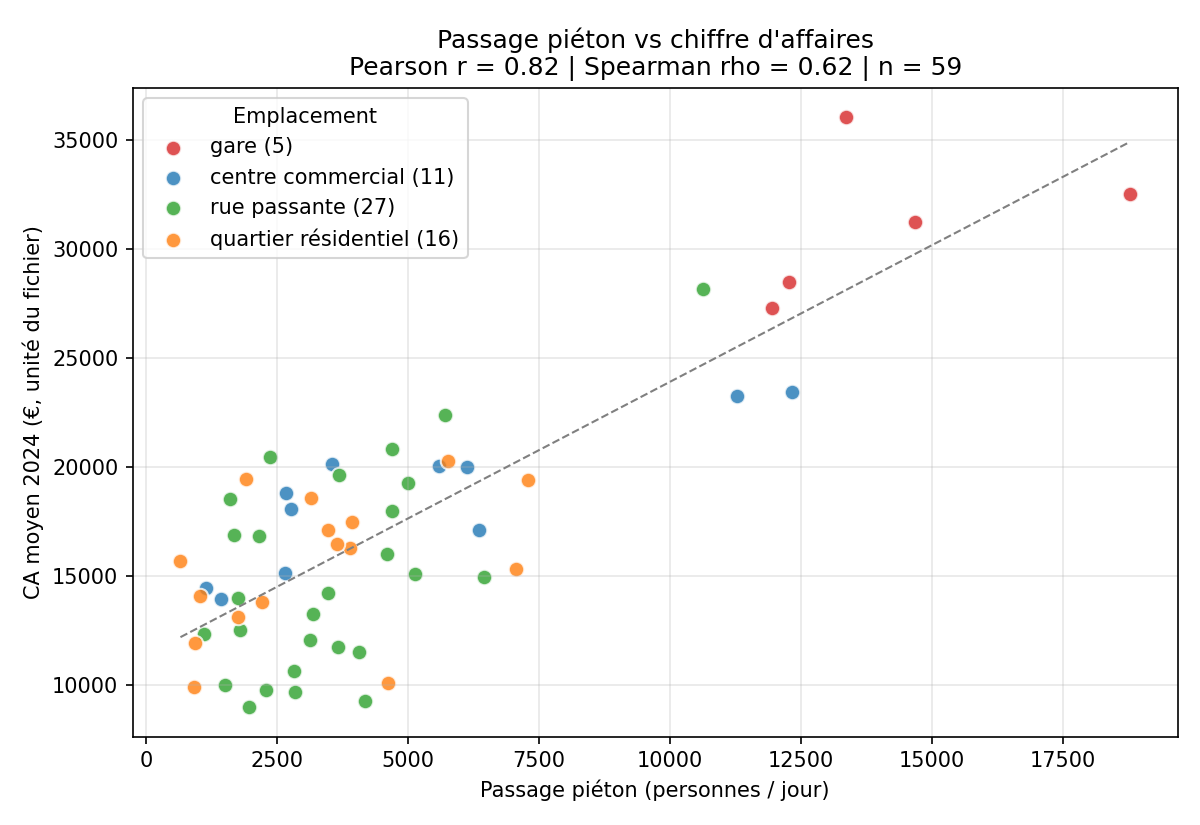 Passage piéton vs chiffre d'affaires
Pearson r = 0.82 | Spearman rho = 0.62 | n = 59
Emplacement
gare (5)
centre commercial (11)
rue passante (27)
quartier résidentiel (16)
CA moyen 2024 (€, unité du fichier)
35000
30000
25000
20000
15000
10000
0 2500 5000 7500 10000 12500 15000 17500
Passage piéton (personnes / jour)